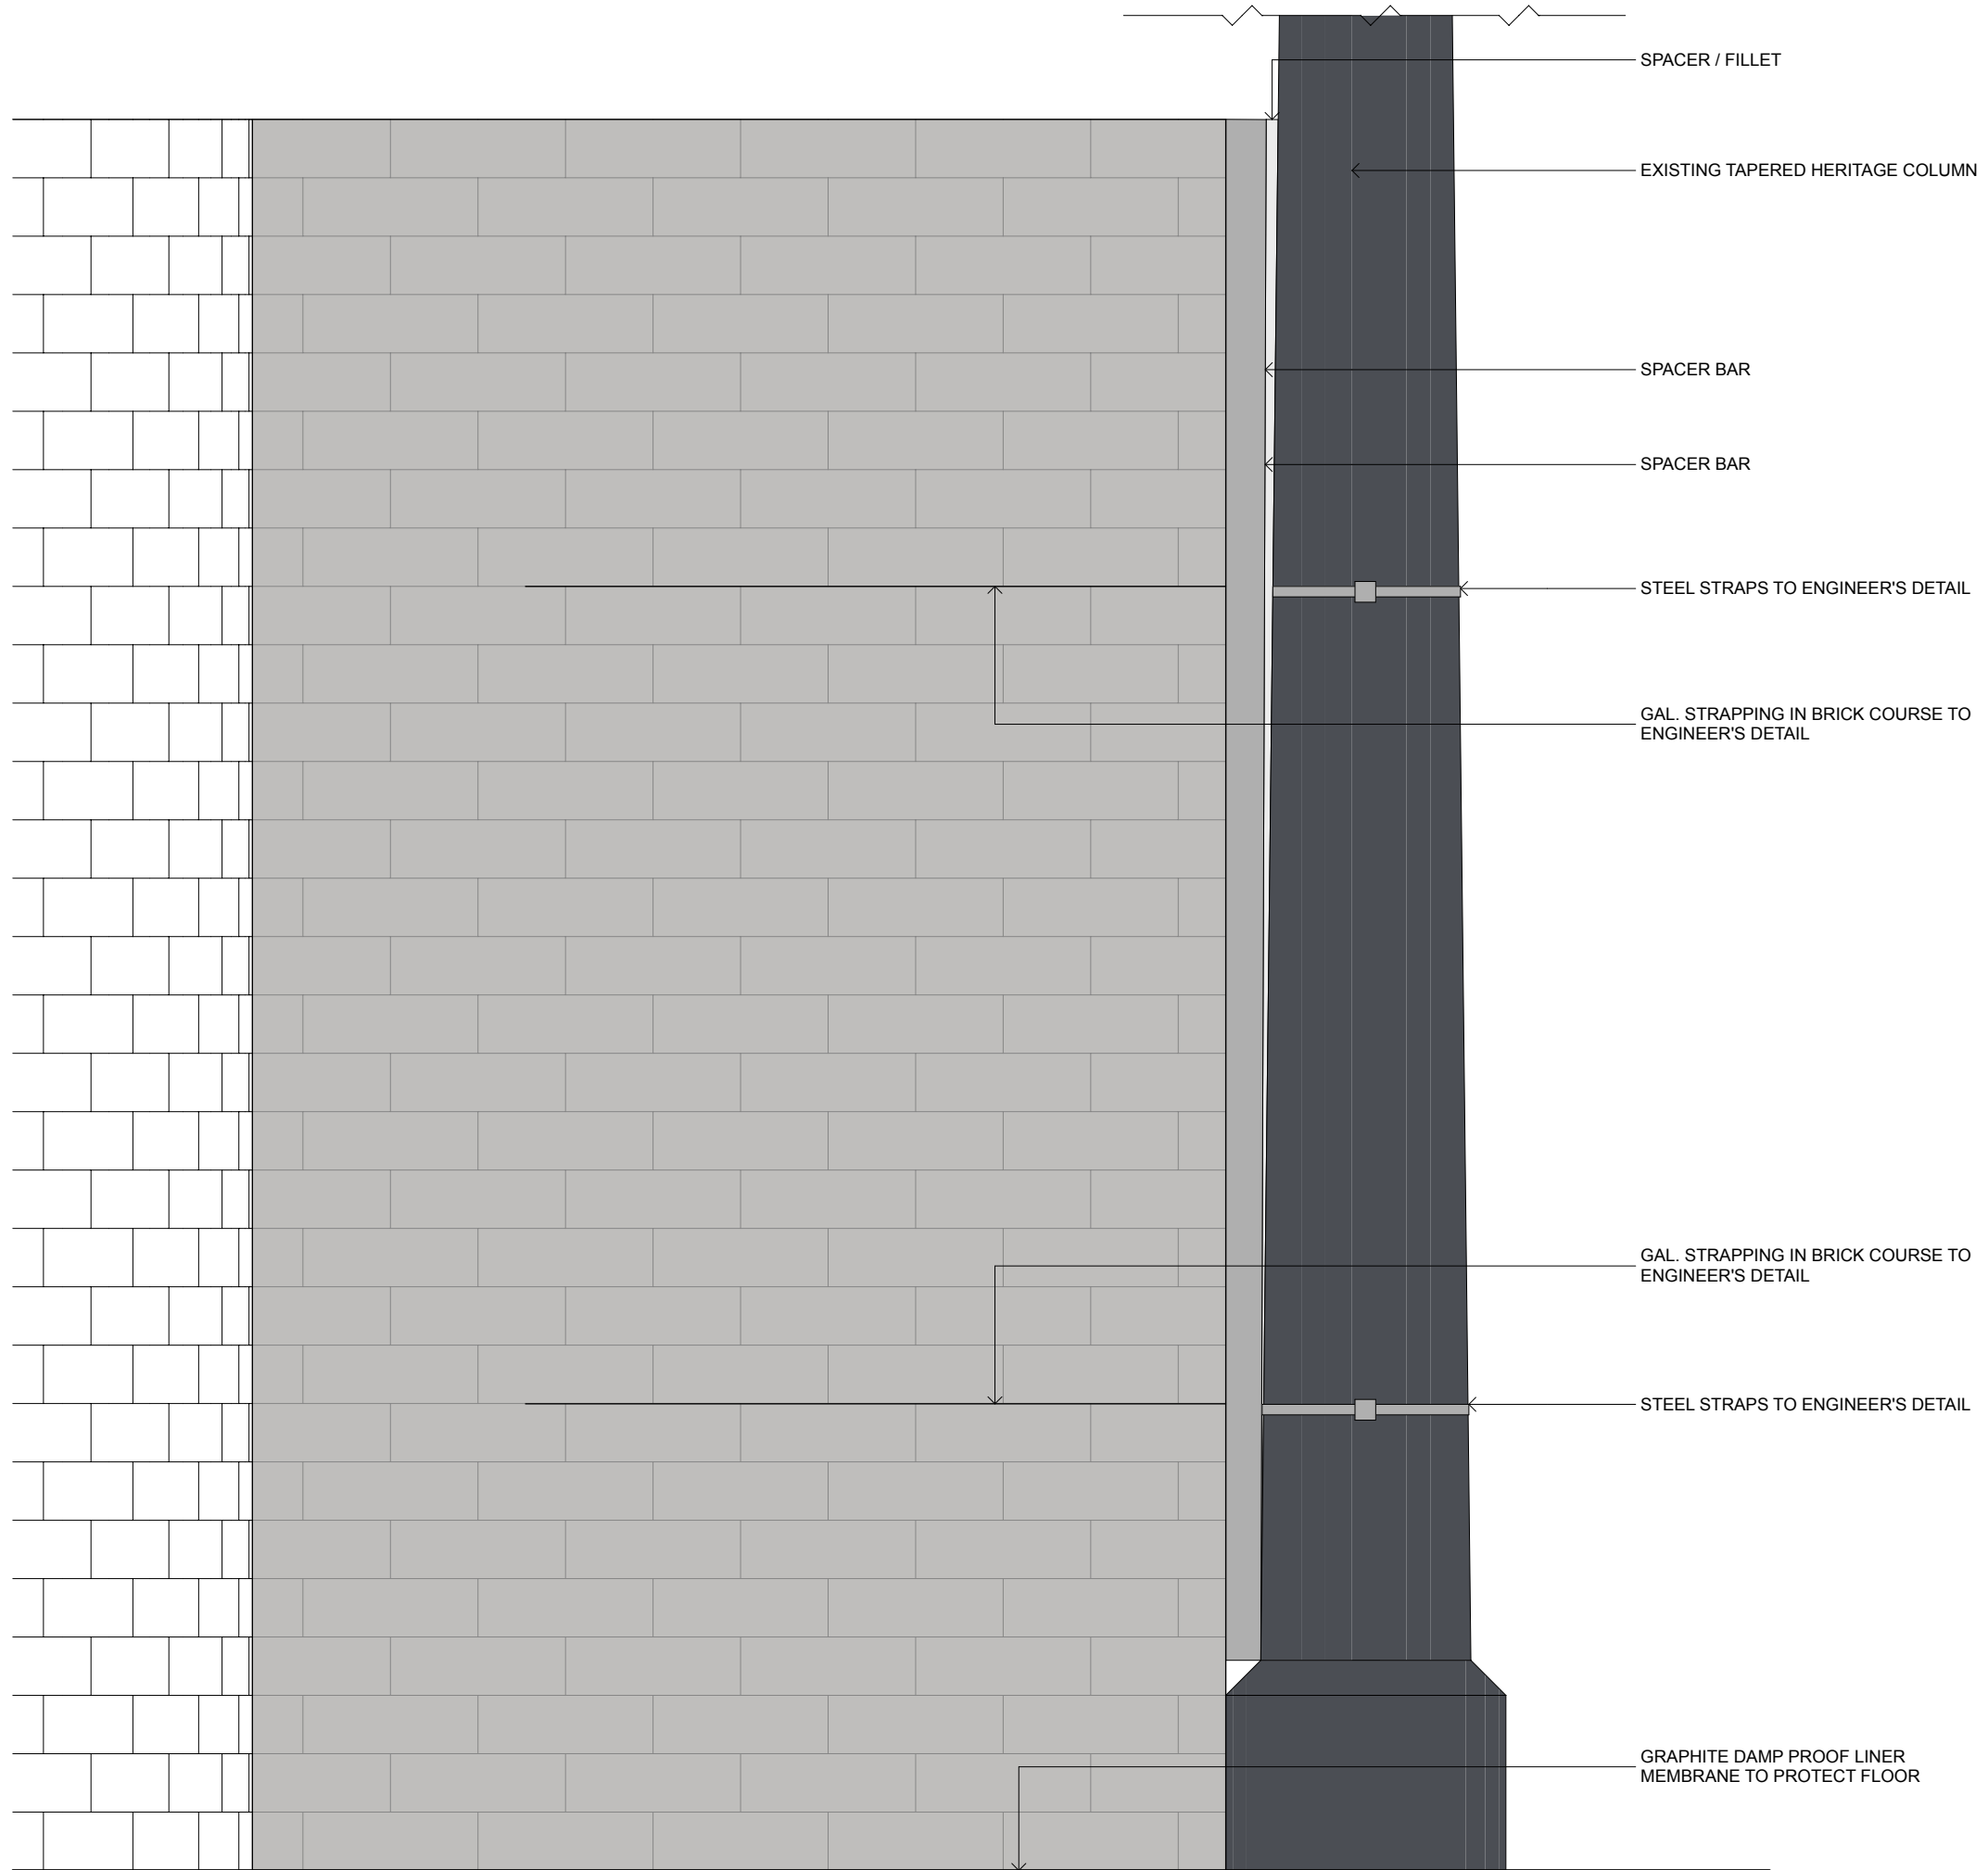 SPACER / FILLET
EXISTING TAPERED HERITAGE COLUMN
SPACER BAR
SPACER BAR
STEEL STRAPS TO ENGINEER'S DETAIL
GAL. STRAPPING IN BRICK COURSE TO
ENGINEER'S DETAIL
GAL. STRAPPING IN BRICK COURSE TO
ENGINEER'S DETAIL
STEEL STRAPS TO ENGINEER'S DETAIL
GRAPHITE DAMP PROOF LINER
MEMBRANE TO PROTECT FLOOR